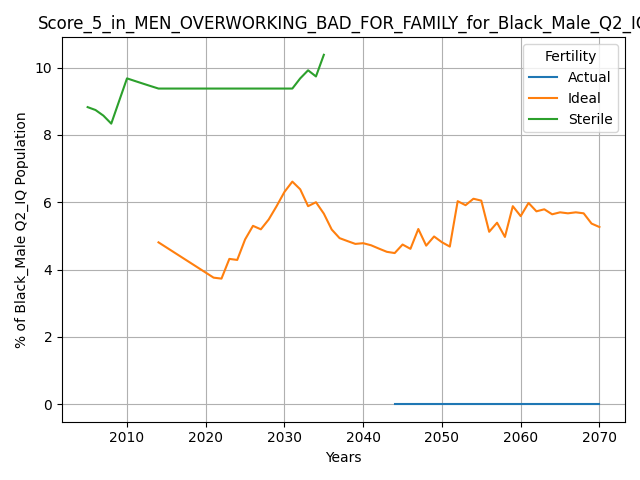 Score_5_in_MEN_OVERWORKING_BAD_FOR_FAMILY_for_Black_Male_Q2_IQ
Fertility
Actual
Ideal
Sterile
% of Black_Male Q2_IQ Population
10
8
6
4
2
0
2010 2020 2030 2040 2050 2060 2070
Years